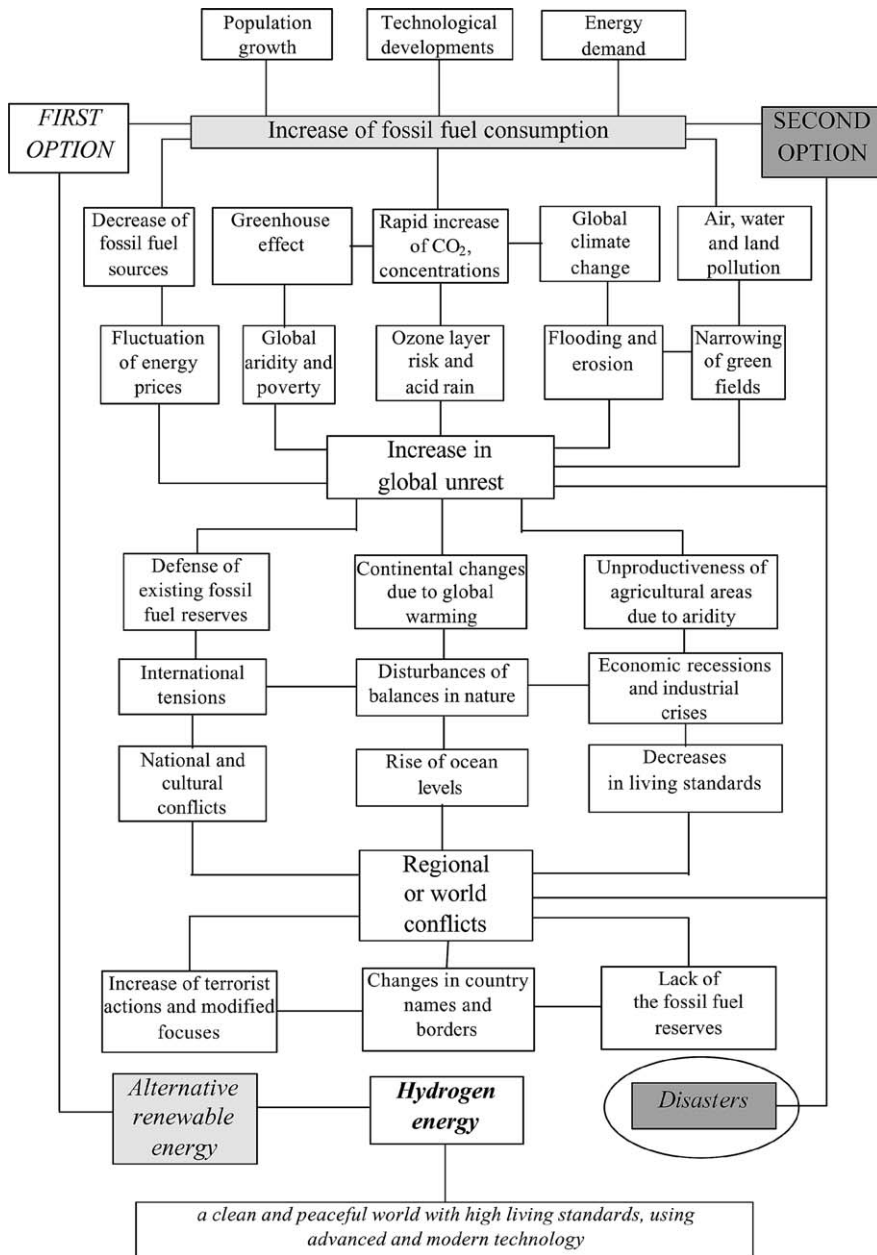 Population
growth
Technological
developments
Energy
demand
FIRST
OPTION
Increase of fossil fuel consumption
SECOND
OPTION
Decrease of
fossil fuel
sources
Greenhouse
effect
Rapid increase
of CO₂,
concentrations
Global
climate
change
Air, water
and land
pollution
Fluctuation
of energy
prices
Global
aridity and
poverty
Ozone layer
risk and
acid rain
Flooding and
erosion
Narrowing
of green
fields
Increase in
global unrest
Defense of
existing fossil
fuel reserves
Continental changes
due to global
warming
Unproductiveness of
agricultural areas
due to aridity
International
tensions
Disturbances of
balances in nature
Economic recessions
and industrial
crises
National and
cultural
conflicts
Rise of ocean
levels
Decreases
in living standards
Regional
or world
conflicts
Increase of terrorist
actions and modified
focuses
Changes in country
names and
borders
Lack of
the fossil fuel
reserves
Alternative
renewable
energy
Hydrogen
energy
Disasters
a clean and peaceful world with high living standards, using
advanced and modern technology